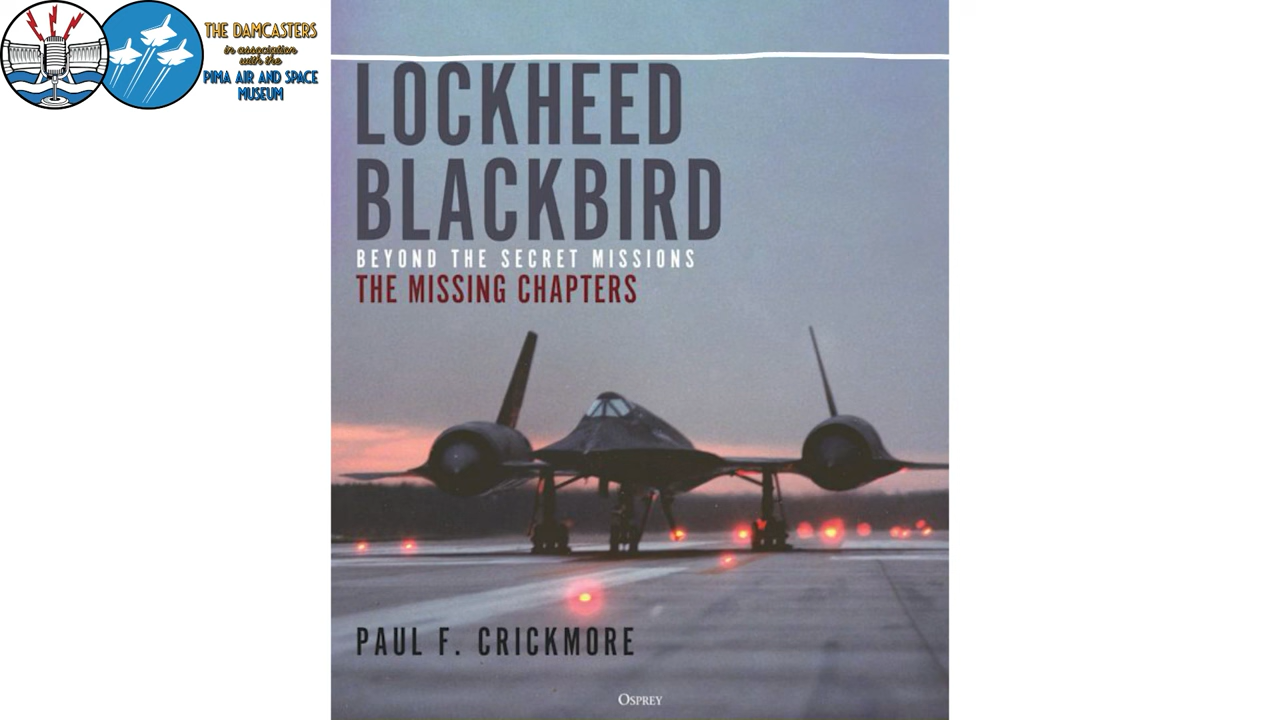 THE DAMCASTERS
in association
with the
PIMA AIR AND SPACE
MUSEUM
LOCKHEED
BLACKBIRD
BEYOND THE SECRET MISSIONS
THE MISSING CHAPTERS
PAUL F. CRICKMORE
OSPREY